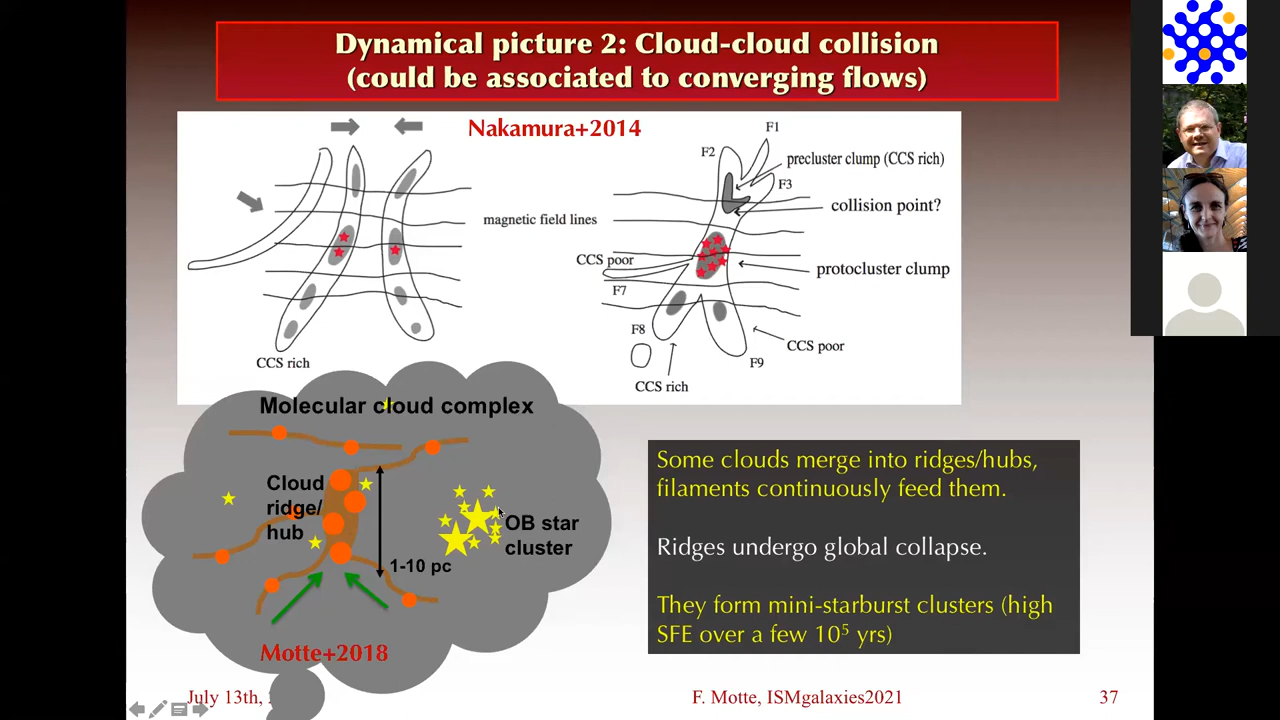 Dynamical picture 2: Cloud-cloud collision
(could be associated to converging flows)
Nakamura+2014
magnetic field lines
CCS rich
F1
F2
precluster clump (CCS rich)
F3
collision point?
CCS poor
protocluster clump
F7
F8
CCS poor
F9
CCS rich
Molecular cloud complex
Cloud
ridge/
hub
OB star
cluster
1-10 pc
Motte+2018
Some clouds merge into ridges/hubs,
filaments continuously feed them.
Ridges undergo global collapse.
They form mini-starburst clusters (high
SFE over a few 10⁵ yrs)
July 13th,
F. Motte, ISMgalaxies2021
37